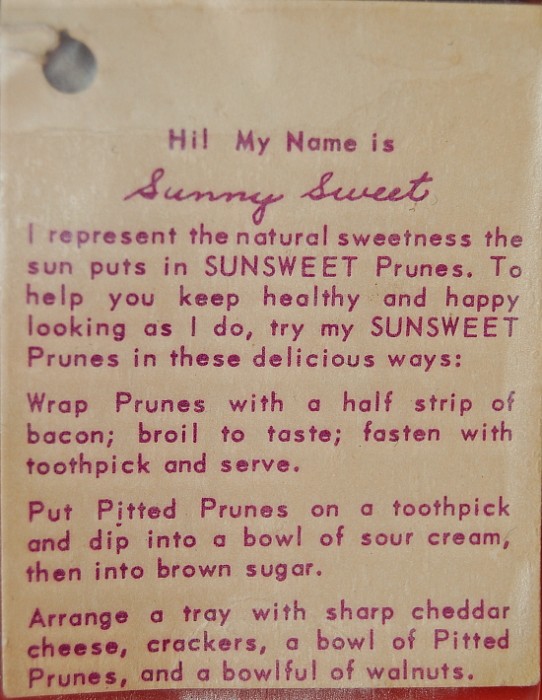 Hi! My Name is
Sunny Sweet
I represent the natural sweetness the
sun puts in SUNSWEET Prunes. To
help you keep healthy and happy
looking as I do, try my SUNSWEET
Prunes in these delicious ways:
Wrap Prunes with a half strip of
bacon; broil to taste; fasten with
toothpick and serve.
Put Pitted Prunes on a toothpick
and dip into a bowl of sour cream,
then into brown sugar.
Arrange a tray with sharp cheddar
cheese, crackers, a bowl of Pitted
Prunes, and a bowlful of walnuts.